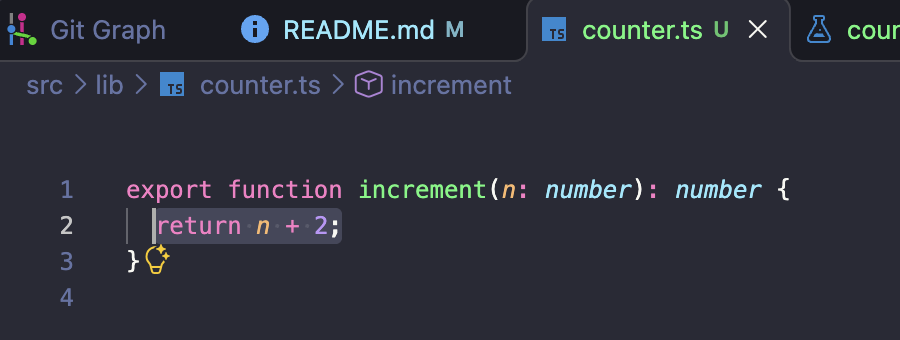 Git Graph README.md M counter.ts U
src lib counter.ts increment
1 export function increment(n: number): number {
2 return n + 2;
3 }
4